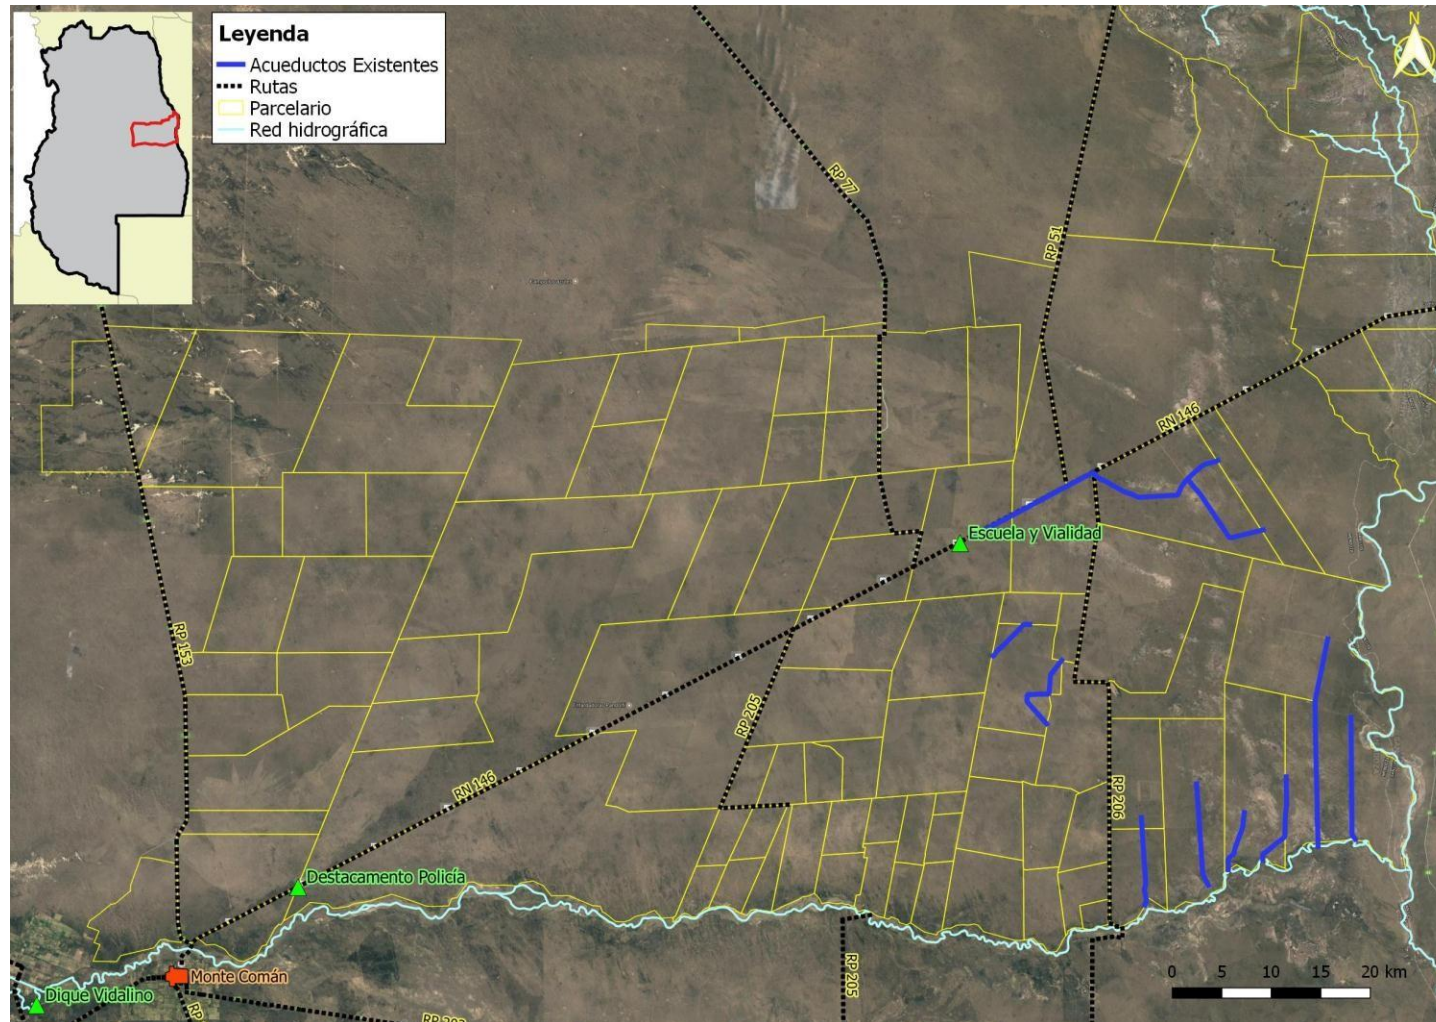 Leyenda
Acueductos Existentes
Rutas
Parcelario
Red hidrográfica
N
RP 77
RP 51
RN 146
Escuela y Vialidad
RP 153
RP 205
RN 146
RP 206
Destacamento Policía
Monte Comán
Dique Vidalino
RP 205
0 5 10 15 20 km